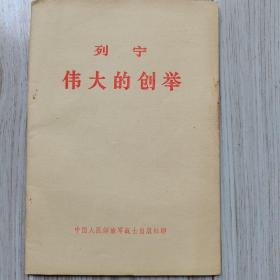 列宁
伟大的创举
中国人民解放军战士出版社印